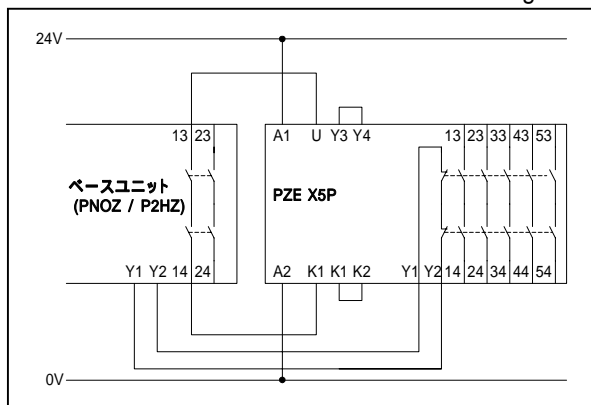 g
24V
13 23
A1 U Y3 Y4
13 23 33 43 53
ベースユニット
(PNOZ / P2HZ)
PZE X5P
Y1 Y2 14 24
A2 K1 K1 K2
Y1 Y2 14 24 34 44 54
0V